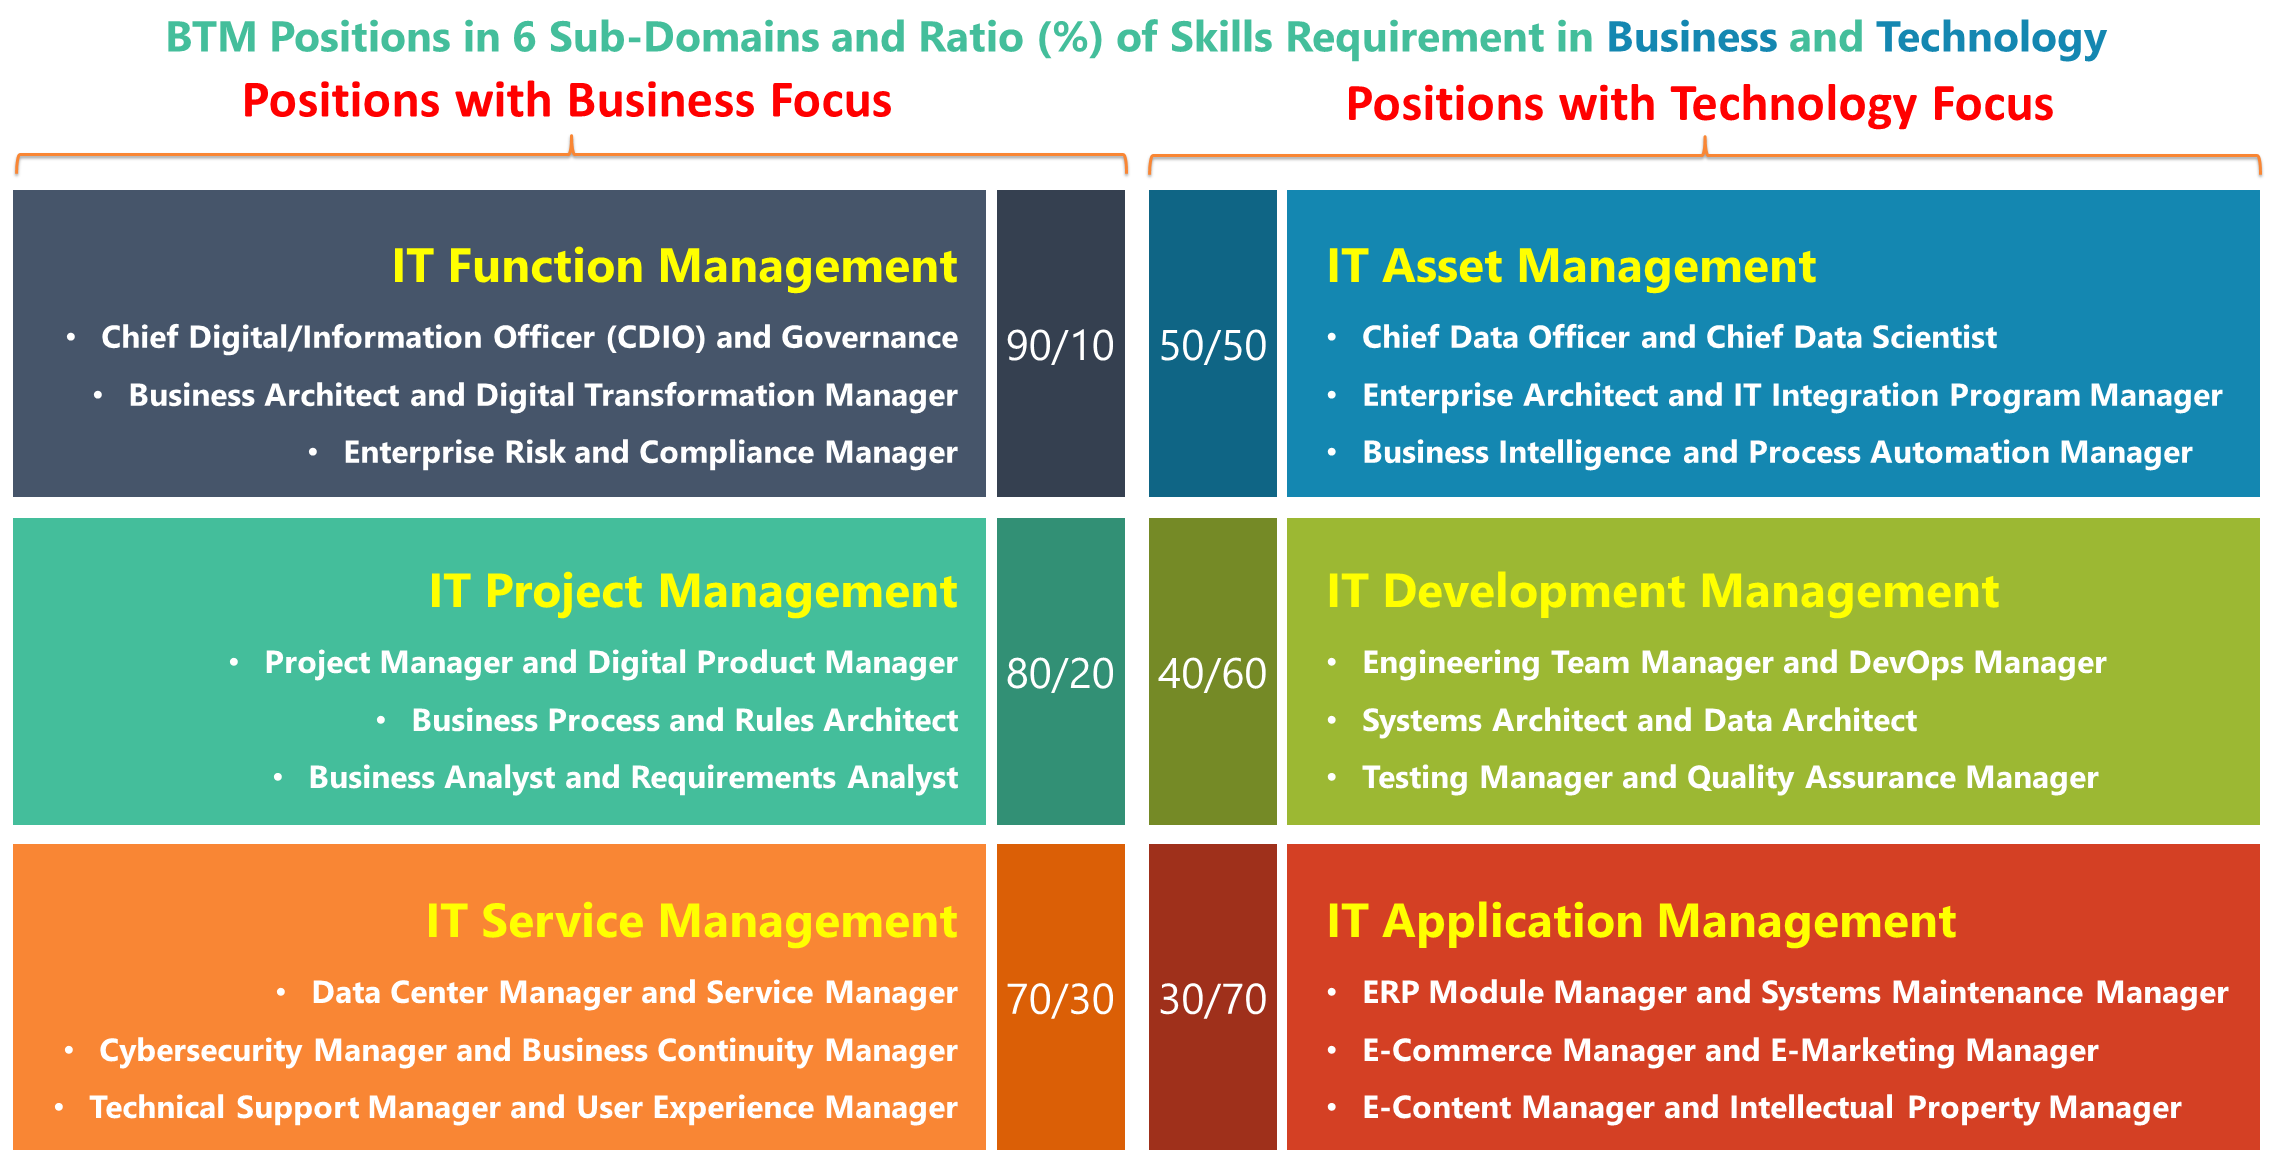 BTM Positions in 6 Sub-Domains and Ratio (%) of Skills Requirement in Business and Technology
Positions with Business Focus
Positions with Technology Focus
IT Function Management
• Chief Digital/Information Officer (CDIO) and Governance
• Business Architect and Digital Transformation Manager
• Enterprise Risk and Compliance Manager
90/10
50/50
IT Asset Management
• Chief Data Officer and Chief Data Scientist
• Enterprise Architect and IT Integration Program Manager
• Business Intelligence and Process Automation Manager
IT Project Management
• Project Manager and Digital Product Manager
• Business Process and Rules Architect
• Business Analyst and Requirements Analyst
80/20
40/60
IT Development Management
• Engineering Team Manager and DevOps Manager
• Systems Architect and Data Architect
• Testing Manager and Quality Assurance Manager
IT Service Management
• Data Center Manager and Service Manager
• Cybersecurity Manager and Business Continuity Manager
• Technical Support Manager and User Experience Manager
70/30
30/70
IT Application Management
• ERP Module Manager and Systems Maintenance Manager
• E-Commerce Manager and E-Marketing Manager
• E-Content Manager and Intellectual Property Manager